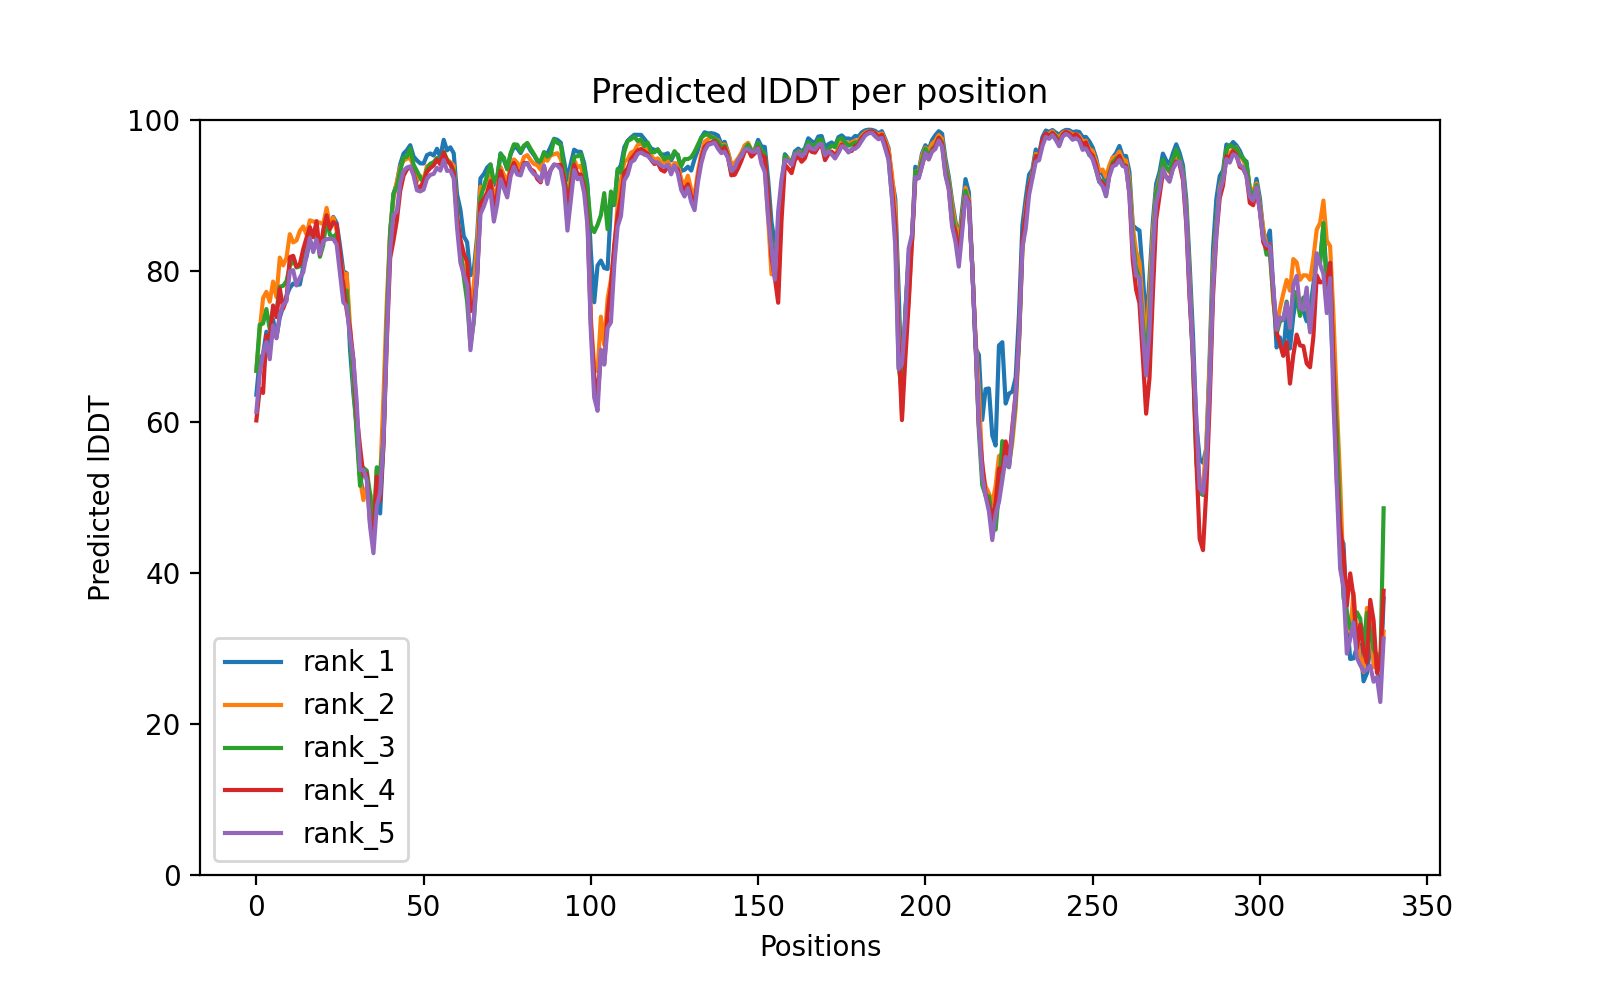 Predicted lDDT per position
100
80
60
40
20
0
Predicted lDDT
rank_1
rank_2
rank_3
rank_4
rank_5
0 50 100 150 200 250 300 350
Positions